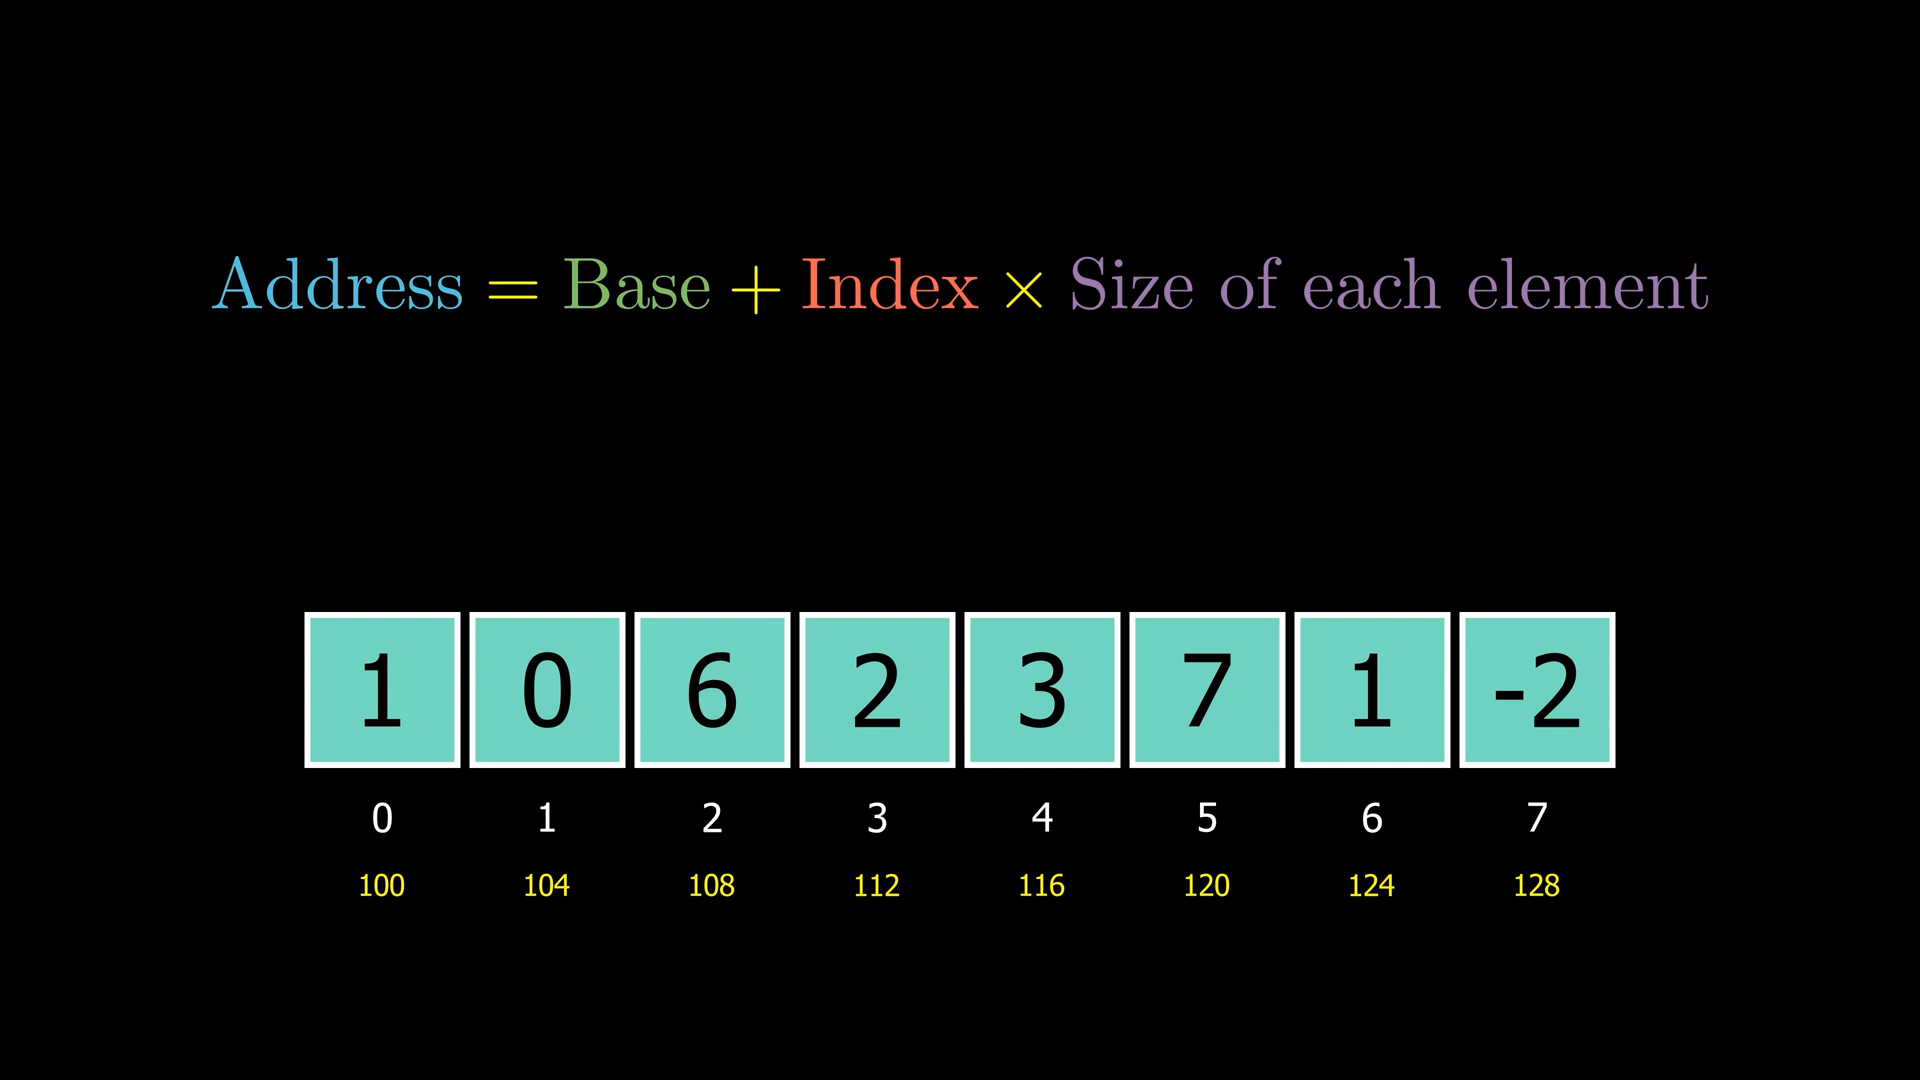 Address = Base + Index × Size of each element
1 0 6 2 3 7 1 -2
0 1 2 3 4 5 6 7
100 104 108 112 116 120 124 128